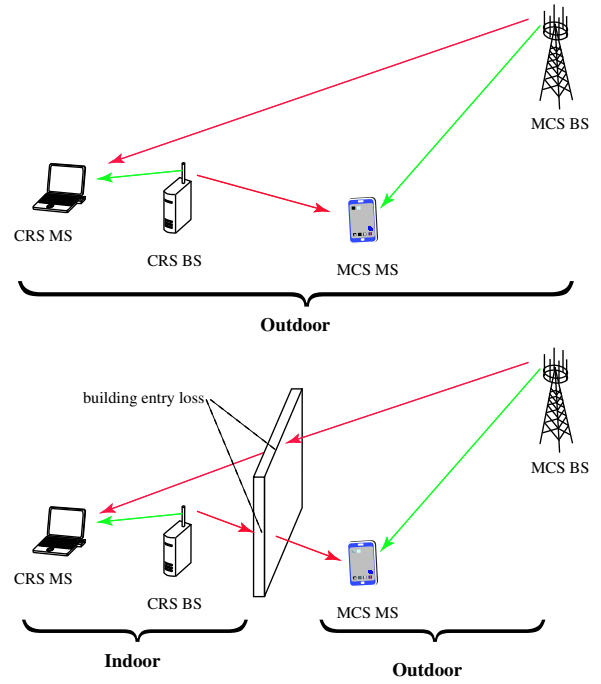 MCS BS
CRS MS
CRS BS
MCS MS
Outdoor
building entry loss
MCS BS
CRS MS
CRS BS
MCS MS
Indoor
Outdoor